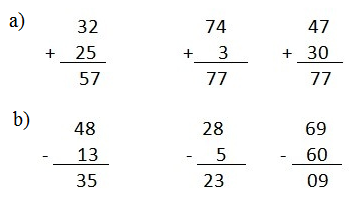 a)
32 74 47
+ 25 + 3 + 30
57 77 77
b)
48 28 69
- 13 - 5 - 60
35 23 09